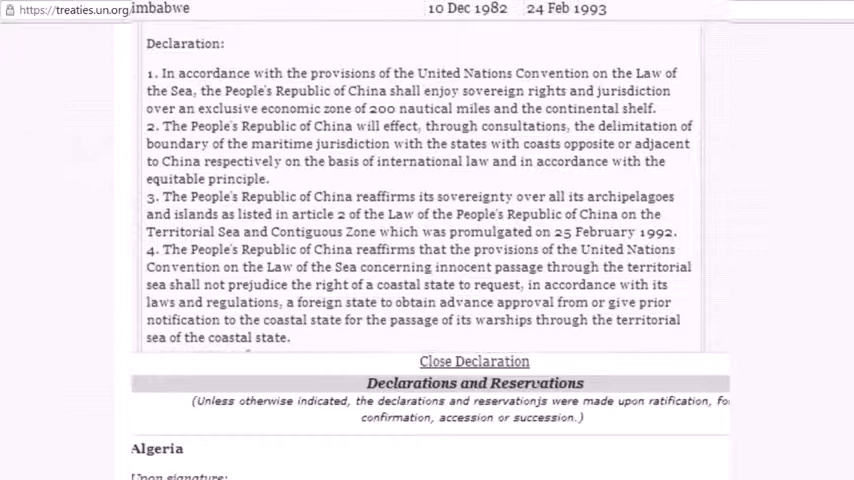 https://treaties.un.org/
imbabwe 10 Dec 1982 24 Feb 1993
Declaration:
1. In accordance with the provisions of the United Nations Convention on the Law of
the Sea, the People's Republic of China shall enjoy sovereign rights and jurisdiction
over an exclusive economic zone of 200 nautical miles and the continental shelf.
2. The People's Republic of China will effect, through consultations, the delimitation of
boundary of the maritime jurisdiction with the states with coasts opposite or adjacent
to China respectively on the basis of international law and in accordance with the
equitable principle.
3. The People's Republic of China reaffirms its sovereignty over all its archipelagoes
and islands as listed in article 2 of the Law of the People's Republic of China on the
Territorial Sea and Contiguous Zone which was promulgated on 25 February 1992.
4. The People's Republic of China reaffirms that the provisions of the United Nations
Convention on the Law of the Sea concerning innocent passage through the territorial
sea shall not prejudice the right of a coastal state to request, in accordance with its
laws and regulations, a foreign state to obtain advance approval from or give prior
notification to the coastal state for the passage of its warships through the territorial
sea of the coastal state.
Close Declaration
Declarations and Reservations
(Unless otherwise indicated, the declarations and reservationjs were made upon ratification, fo
confirmation, accession or succession.)
Algeria
Upon signature: